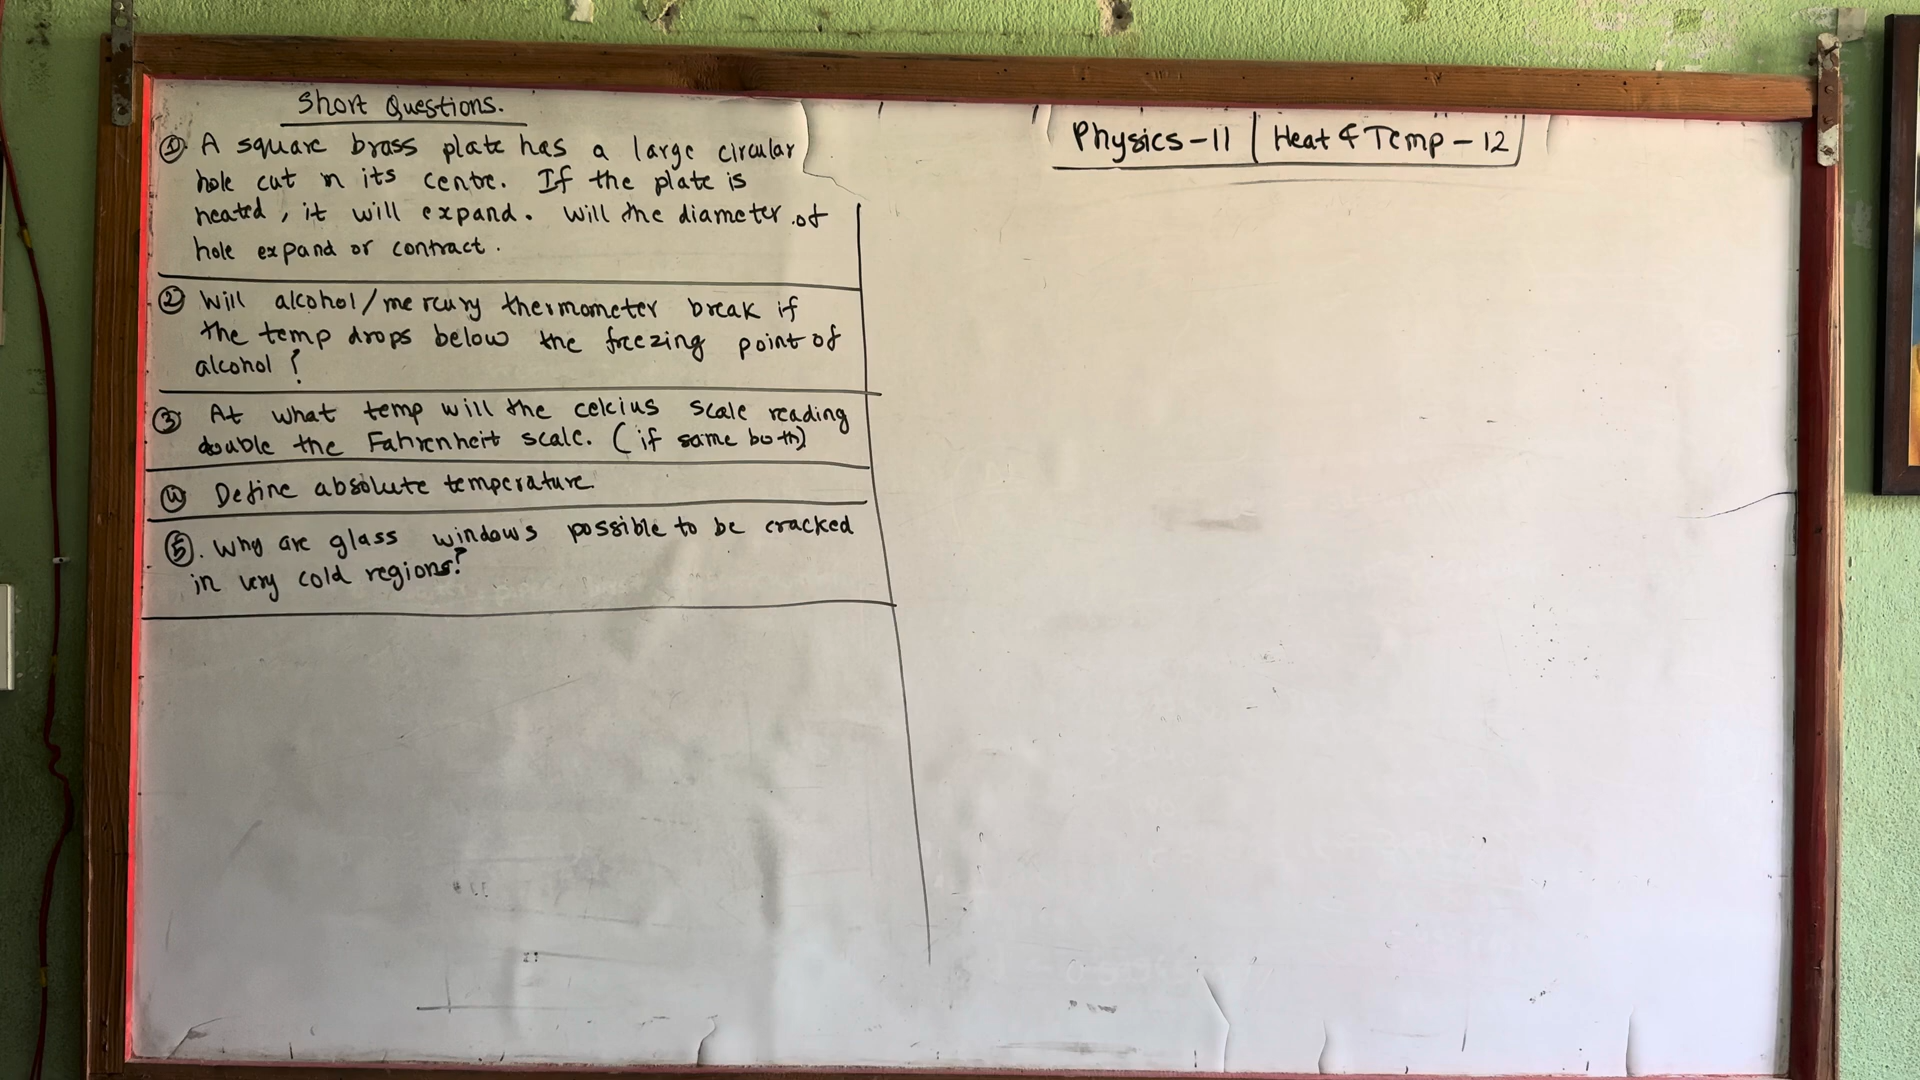 Short Questions.
① A square brass plate has a large circular
hole cut in its centre. If the plate is
heated, it will expand. Will the diameter of
hole expand or contract.
② Will alcohol/mercury thermometer break if
the temp drops below the freezing point of
alcohol?
③ At what temp will the celcius scale reading
double the Fahrenheit scale. (if same both)
④ Define absolute temperature
⑤. Why are glass windows possible to be cracked
in very cold regions?
Physics-11 | Heat & Temp - 12